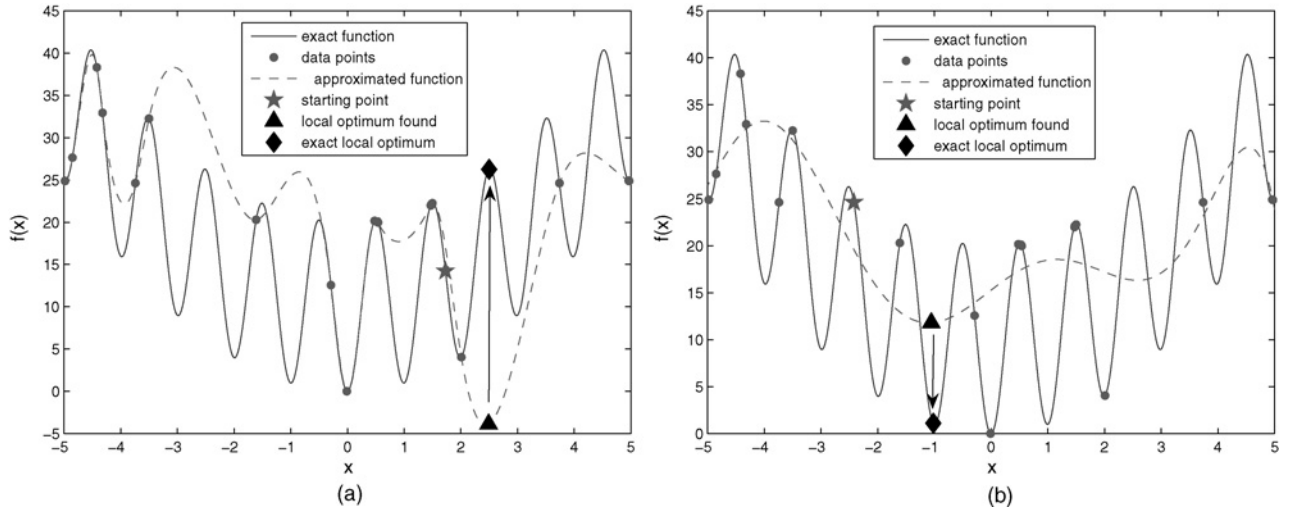 45
40
35
30
25
20
15
10
5
0
−5
f(x)
exact function
data points
approximated function
starting point
local optimum found
exact local optimum
−5 −4 −3 −2 −1 0 1 2 3 4 5
x
(a)
45
40
35
30
25
20
15
10
5
0
f(x)
exact function
data points
approximated function
starting point
local optimum found
exact local optimum
−5 −4 −3 −2 −1 0 1 2 3 4 5
x
(b)